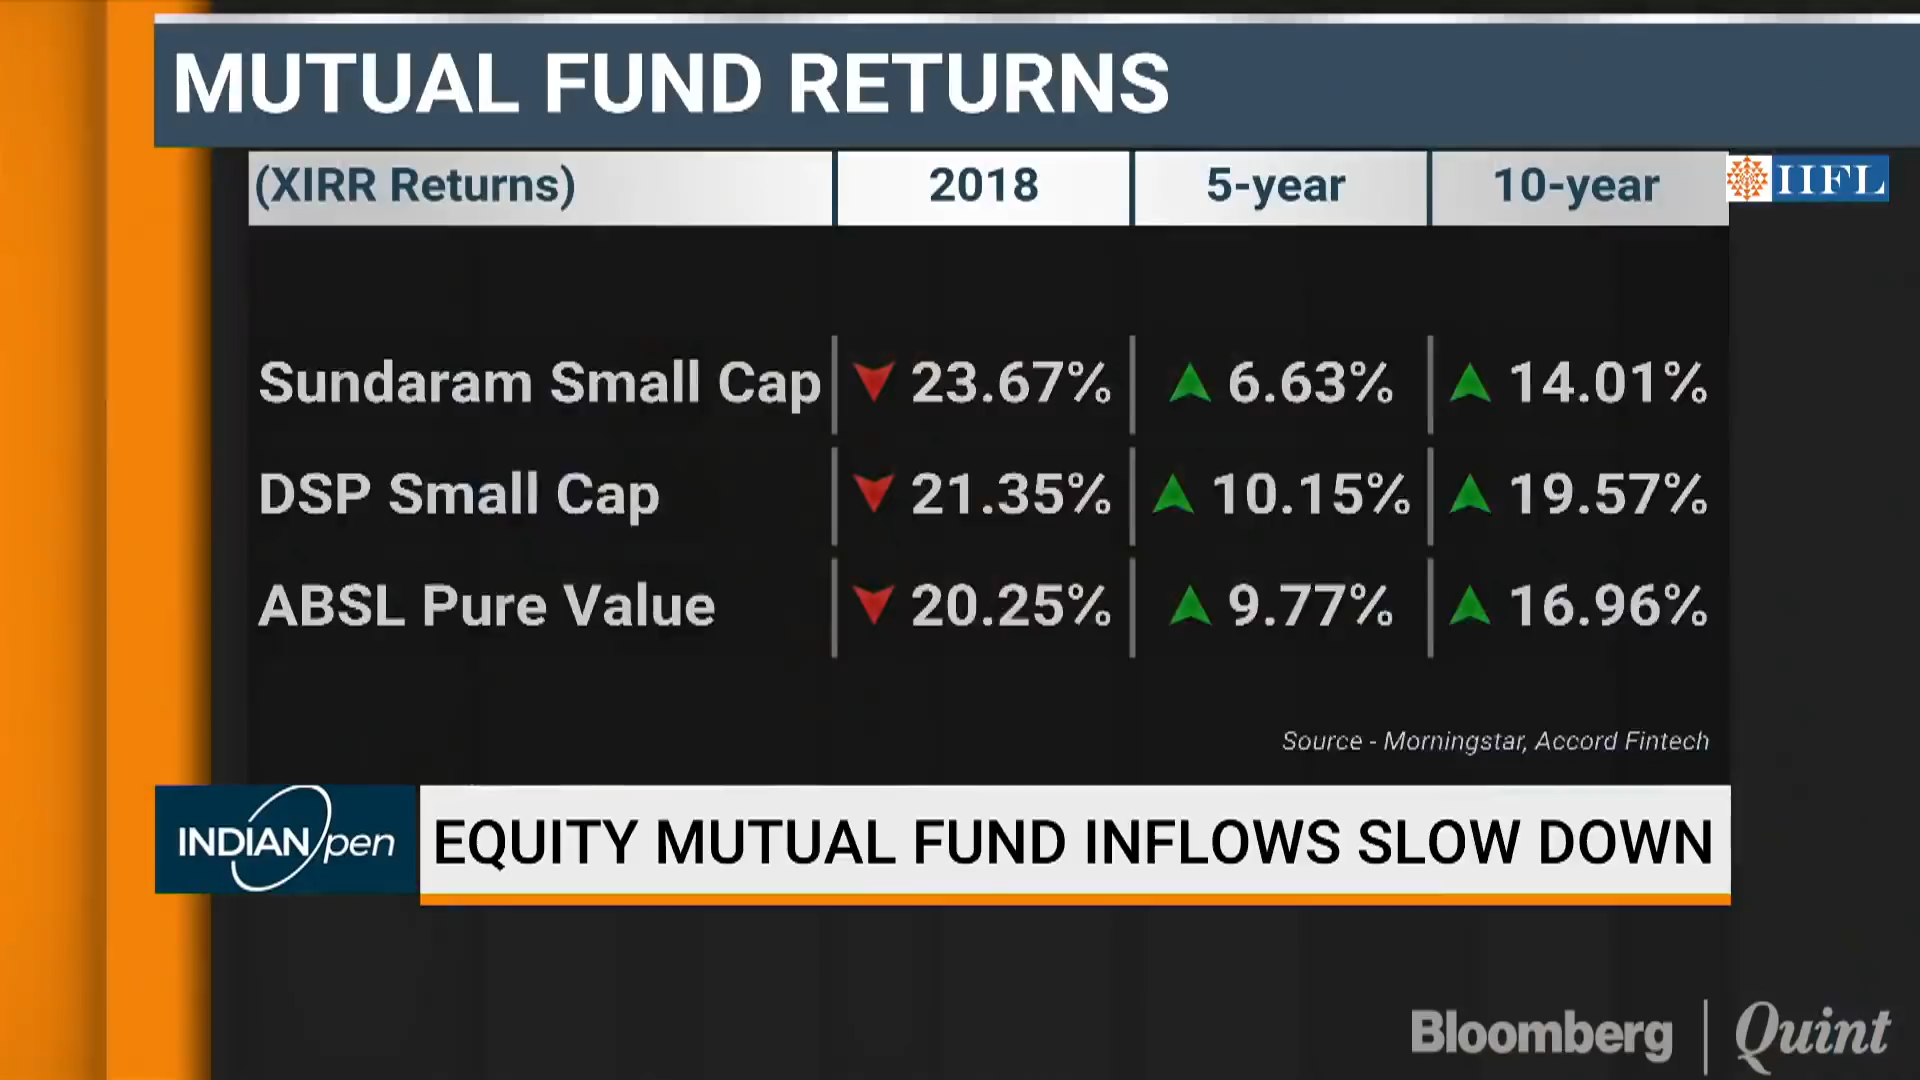 MUTUAL FUND RETURNS
(XIRR Returns) 2018 5-year 10-year
IIFL
Sundaram Small Cap 23.67% 6.63% 14.01%
DSP Small Cap 21.35% 10.15% 19.57%
ABSL Pure Value 20.25% 9.77% 16.96%
Source - Morningstar, Accord Fintech
INDIAN Open
EQUITY MUTUAL FUND INFLOWS SLOW DOWN
Bloomberg | Quint